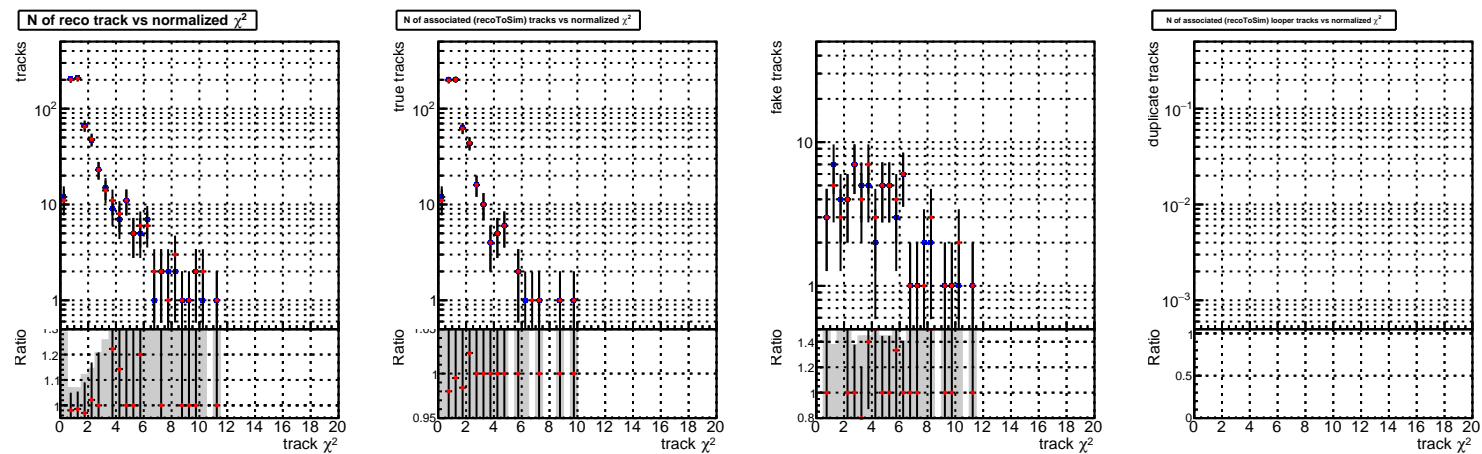 N of reco track vs normalized χ²
tracks
10²
10
1
Ratio
1.3
1.2
1.1
1
0 2 4 6 8 10 12 14 16 18 20
track χ²
N of associated (recoToSim) tracks vs normalized χ²
true tracks
10²
10
1
Ratio
1.05
1
0.95
0 2 4 6 8 10 12 14 16 18 20
track χ²
fake tracks
10
1
Ratio
1.4
1.2
1
0.8
0 2 4 6 8 10 12 14 16 18 20
track χ²
N of associated (recoToSim) looper tracks vs normalized χ²
duplicate tracks
10⁻¹
10⁻²
10⁻³
Ratio
1
0.5
0
0 2 4 6 8 10 12 14 16 18 20
track χ²